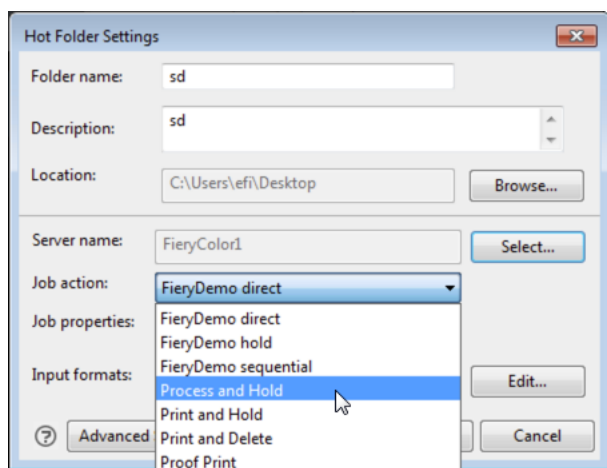 Hot Folder Settings
Folder name: sd
Description: sd
Location: C:\Users\efi\Desktop Browse...
Server name: FieryColor1 Select...
Job action: FieryDemo direct
Job properties: FieryDemo direct
FieryDemo hold
Input formats: FieryDemo sequential
Process and Hold Edit...
Print and Hold
? Advanced Print and Delete Cancel
Proof Print